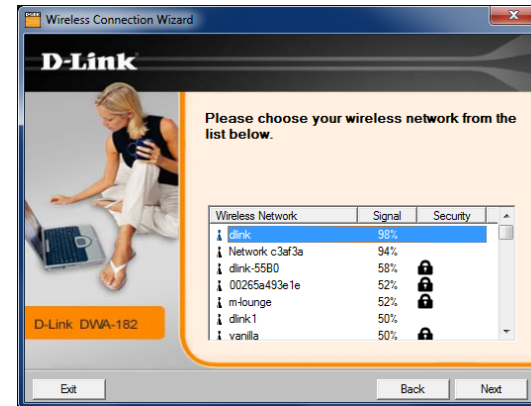 Wireless Connection Wizard
D-Link
Please choose your wireless network from the
list below.
Wireless Network Signal Security
dlink 98%
Network c3af3a 94%
dlink-55B0 58%
00265a493e1e 52%
m-lounge 52%
dlink1 50%
vanilla 50%
D-Link DWA-182
Exit Back Next